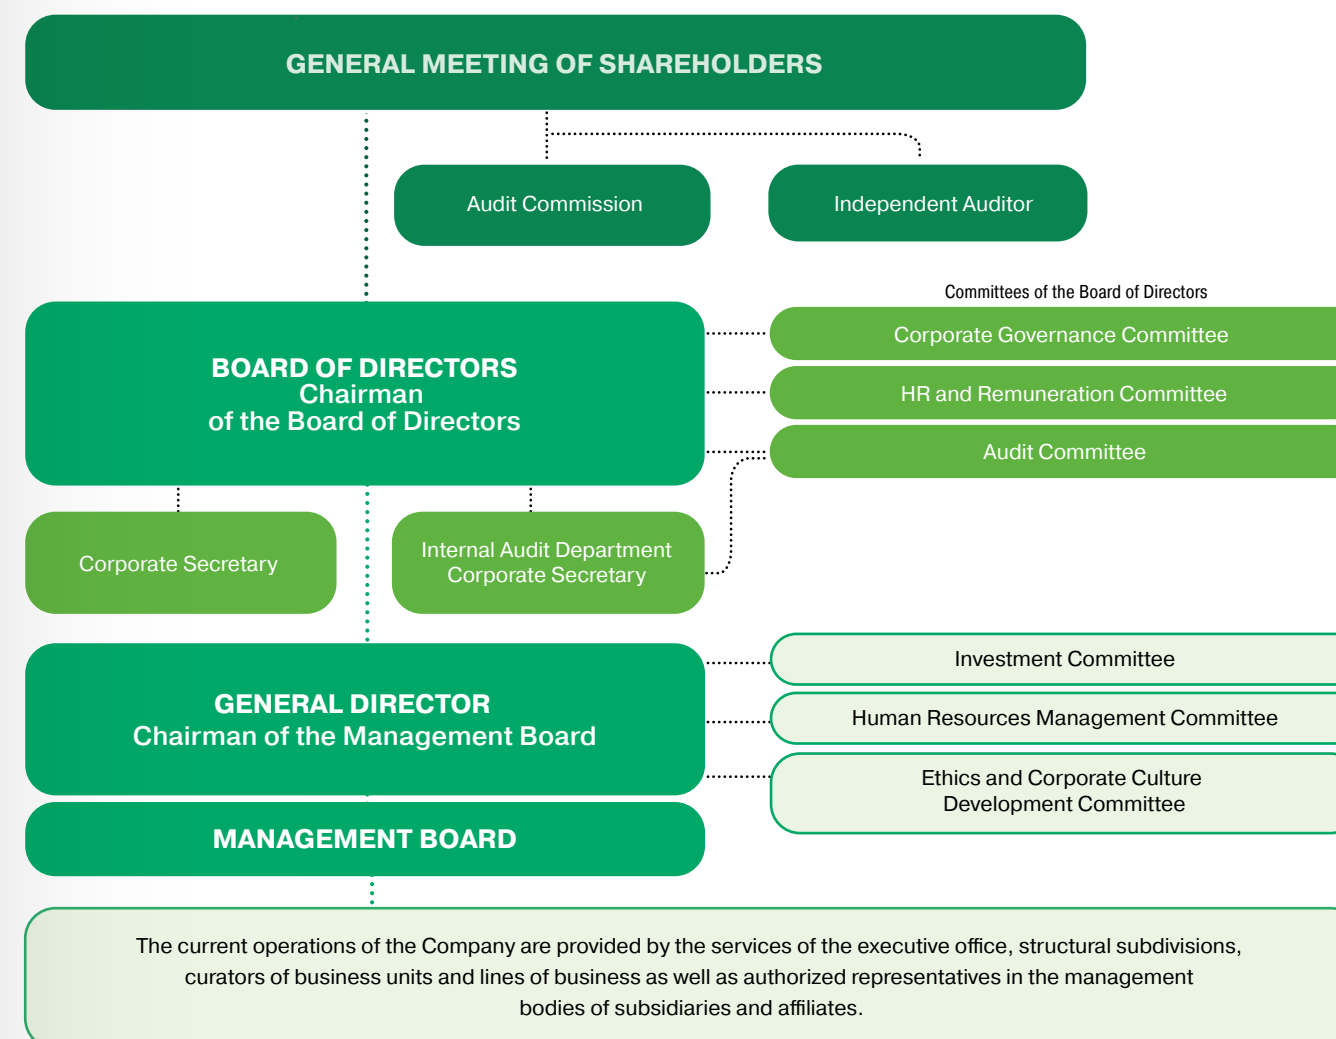 GENERAL MEETING OF SHAREHOLDERS
Audit Commission
Independent Auditor
Committees of the Board of Directors
BOARD OF DIRECTORS
Chairman
of the Board of Directors
Corporate Governance Committee
HR and Remuneration Committee
Audit Committee
Corporate Secretary
Internal Audit Department
Corporate Secretary
GENERAL DIRECTOR
Chairman of the Management Board
Investment Committee
Human Resources Management Committee
Ethics and Corporate Culture
Development Committee
MANAGEMENT BOARD
The current operations of the Company are provided by the services of the executive office, structural subdivisions,
curators of business units and lines of business as well as authorized representatives in the management
bodies of subsidiaries and affiliates.